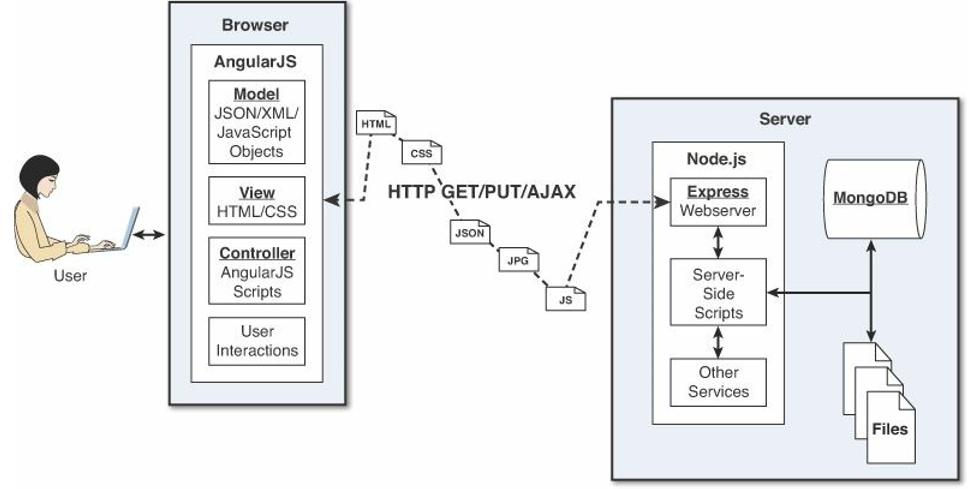 Browser
AngularJS
Model
JSON/XML/
JavaScript
Objects
View
HTML/CSS
Controller
AngularJS
Scripts
User
Interactions
User
HTML
CSS
HTTP GET/PUT/AJAX
JSON
JPG
JS
Server
Node.js
Express
Webserver
Server-
Side
Scripts
Other
Services
MongoDB
Files